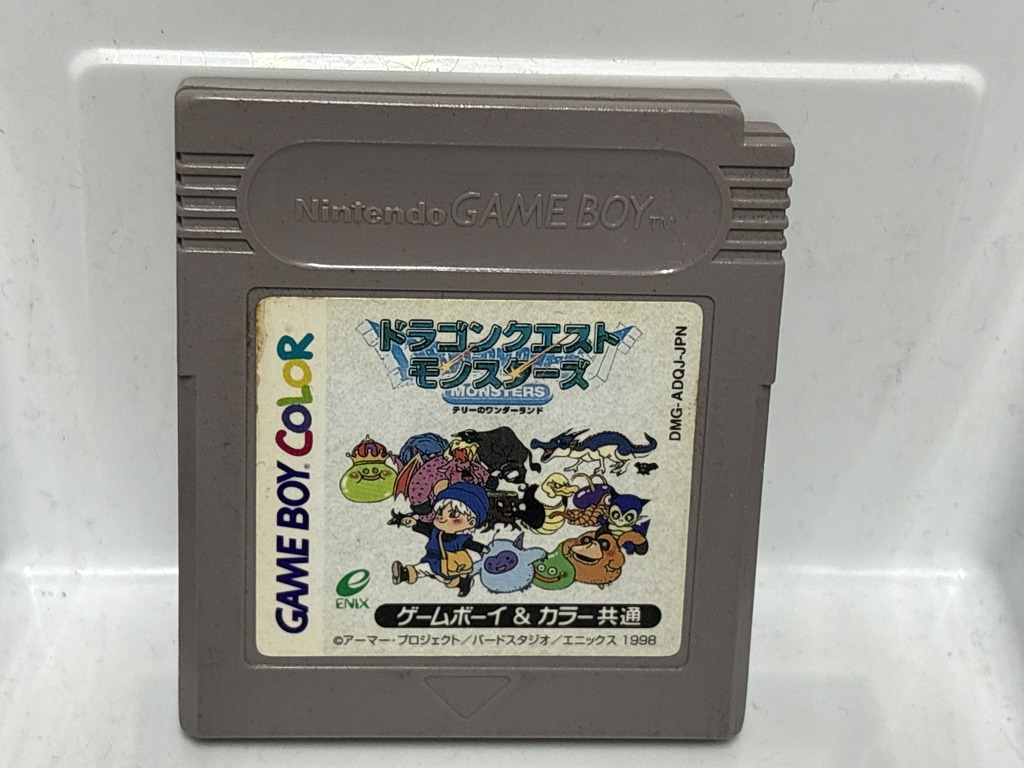 Nintendo GAME BOY TM
GAME BOY COLOR
ドラゴンクエスト
モンスターズ
MONSTERS
テリーのワンダーランド
DMG-ADQJ-JPN
ENIX
ゲームボーイ & カラー共通
©アーマー・プロジェクト/バードスタジオ/エニックス 1998